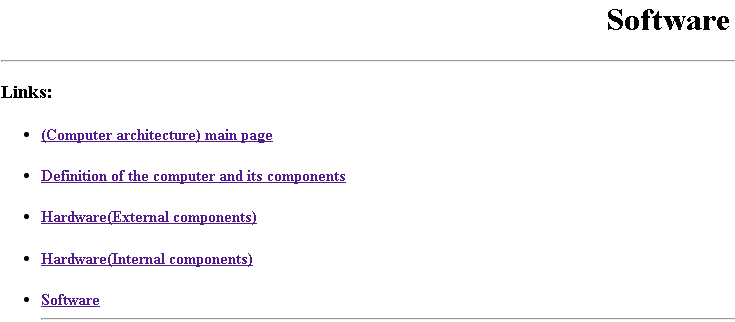 Software
Links:
(Computer architecture) main page
Definition of the computer and its components
Hardware(External components)
Hardware(Internal components)
Software